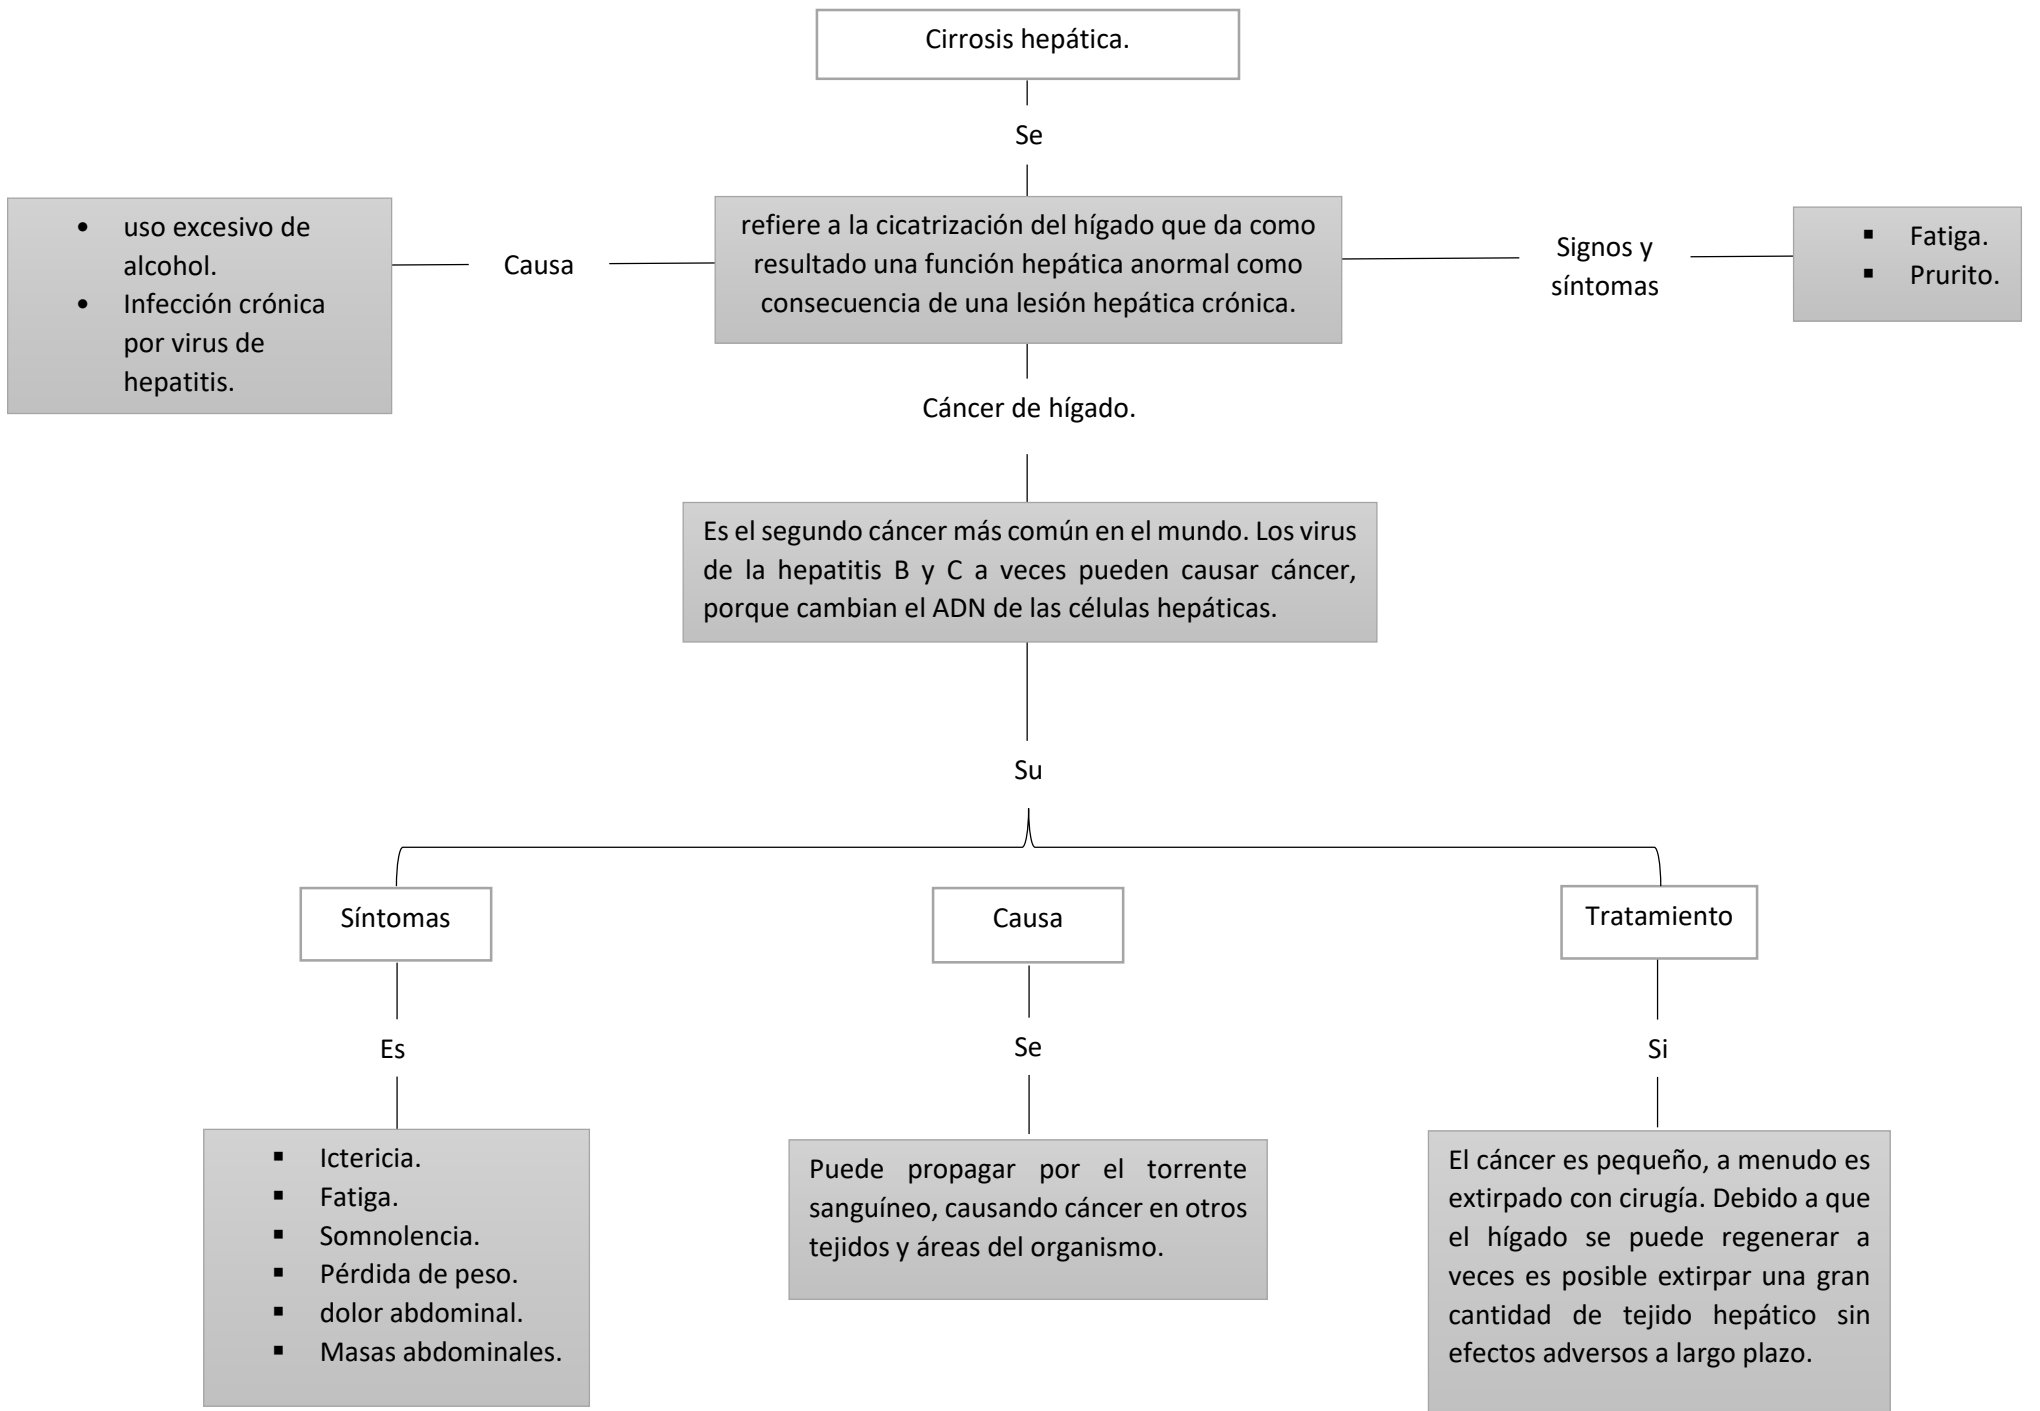 Cirrosis hepática.
Se
• uso excesivo de
alcohol.
• Infección crónica
por virus de
hepatitis.
Causa
refiere a la cicatrización del hígado que da como
resultado una función hepática anormal como
consecuencia de una lesión hepática crónica.
Signos y
síntomas
▪ Fatiga.
▪ Prurito.
Cáncer de hígado.
Es el segundo cáncer más común en el mundo. Los virus
de la hepatitis B y C a veces pueden causar cáncer,
porque cambian el ADN de las células hepáticas.
Su
Síntomas
Es
▪ Ictericia.
▪ Fatiga.
▪ Somnolencia.
▪ Pérdida de peso.
▪ dolor abdominal.
▪ Masas abdominales.
Causa
Se
Puede propagar por el torrente
sanguíneo, causando cáncer en otros
tejidos y áreas del organismo.
Tratamiento
Si
El cáncer es pequeño, a menudo es
extirpado con cirugía. Debido a que
el hígado se puede regenerar a
veces es posible extirpar una gran
cantidad de tejido hepático sin
efectos adversos a largo plazo.